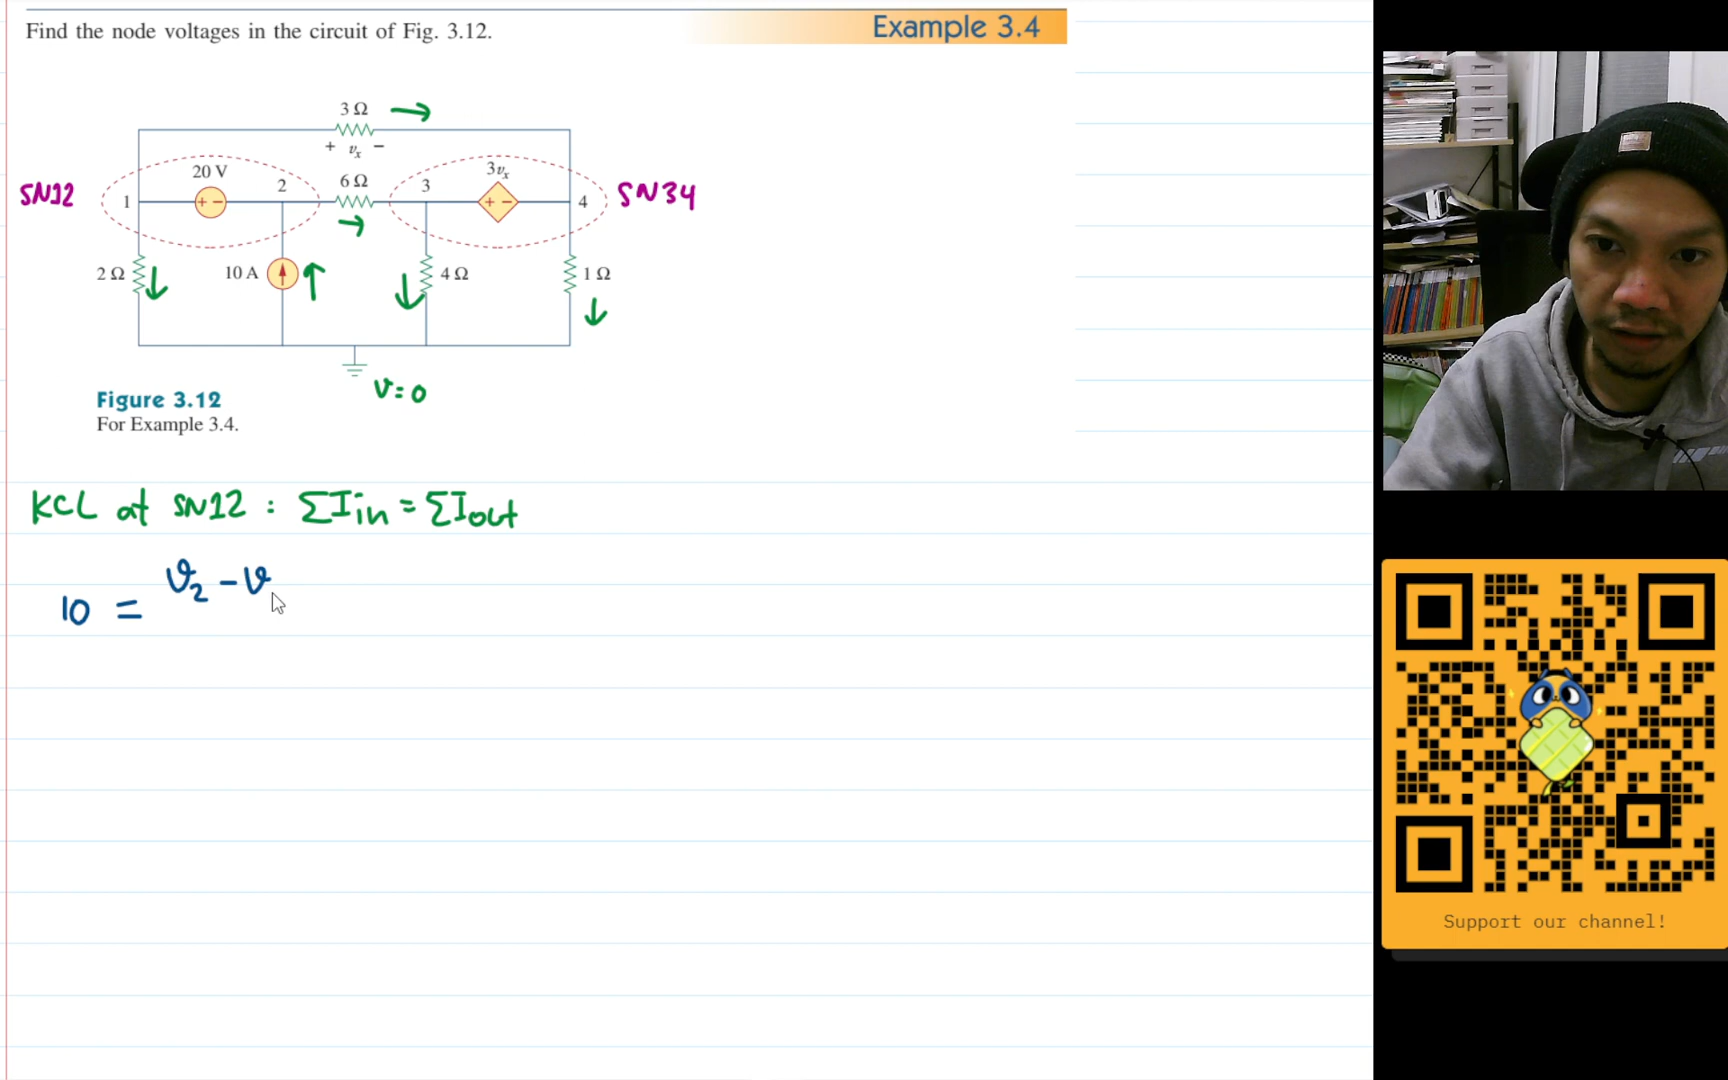 Find the node voltages in the circuit of Fig. 3.12.
Example 3.4
3 Ω
+ vx −
20 V
6 Ω
3vx
SN12
1
+ −
2
3
+ −
4
SN34
2 Ω
10 A
4 Ω
1 Ω
v = 0
Figure 3.12
For Example 3.4.
KCL at SN12 : ΣIin = ΣIout
10 = v2 − v
Support our channel!